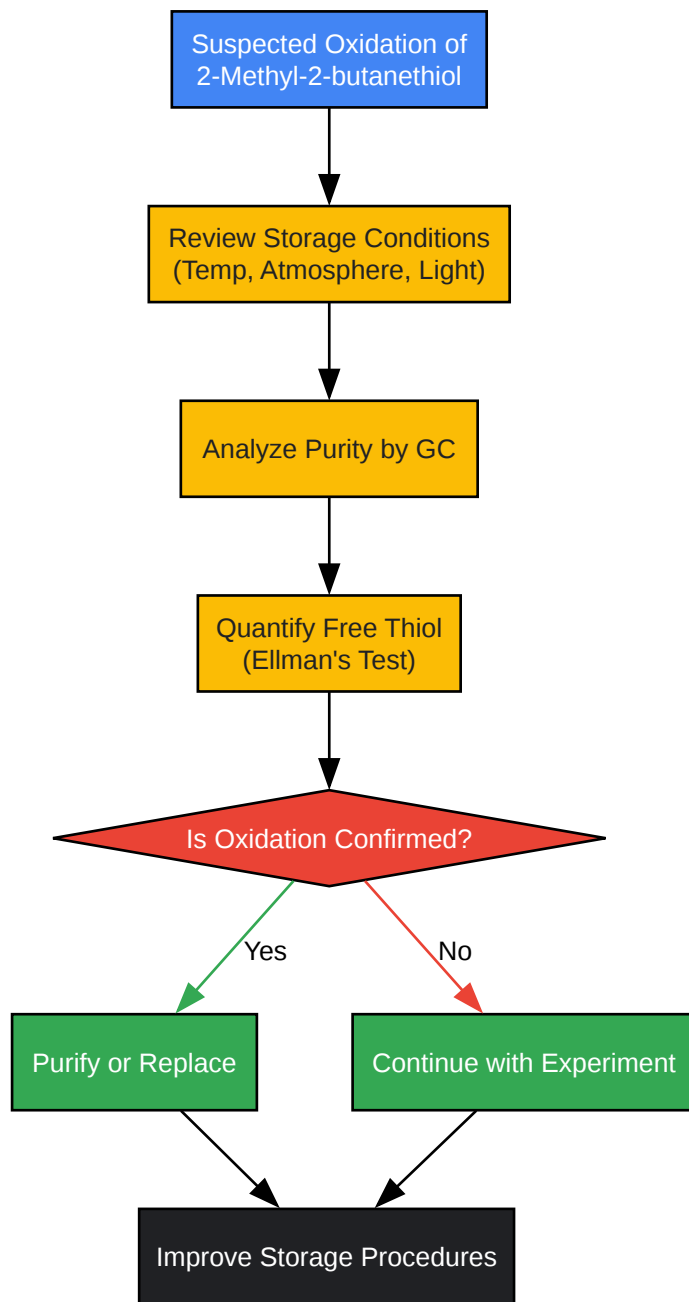 Suspected Oxidation of
2-Methyl-2-butanethiol
Review Storage Conditions
(Temp, Atmosphere, Light)
Analyze Purity by GC
Quantify Free Thiol
(Ellman's Test)
Is Oxidation Confirmed?
Yes
No
Purify or Replace
Continue with Experiment
Improve Storage Procedures